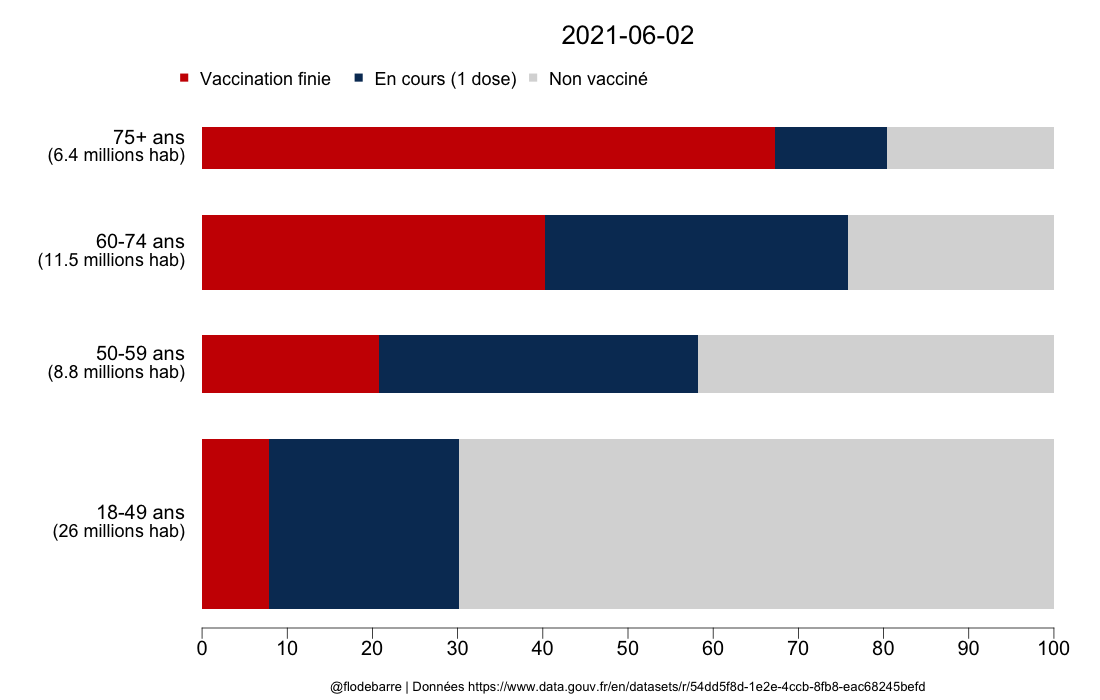 2021-06-02
Vaccination finie En cours (1 dose) Non vacciné
75+ ans
(6.4 millions hab)
60-74 ans
(11.5 millions hab)
50-59 ans
(8.8 millions hab)
18-49 ans
(26 millions hab)
0 10 20 30 40 50 60 70 80 90 100
@flodebarre | Données https://www.data.gouv.fr/en/datasets/r/54dd5f8d-1e2e-4ccb-8fb8-eac68245befd